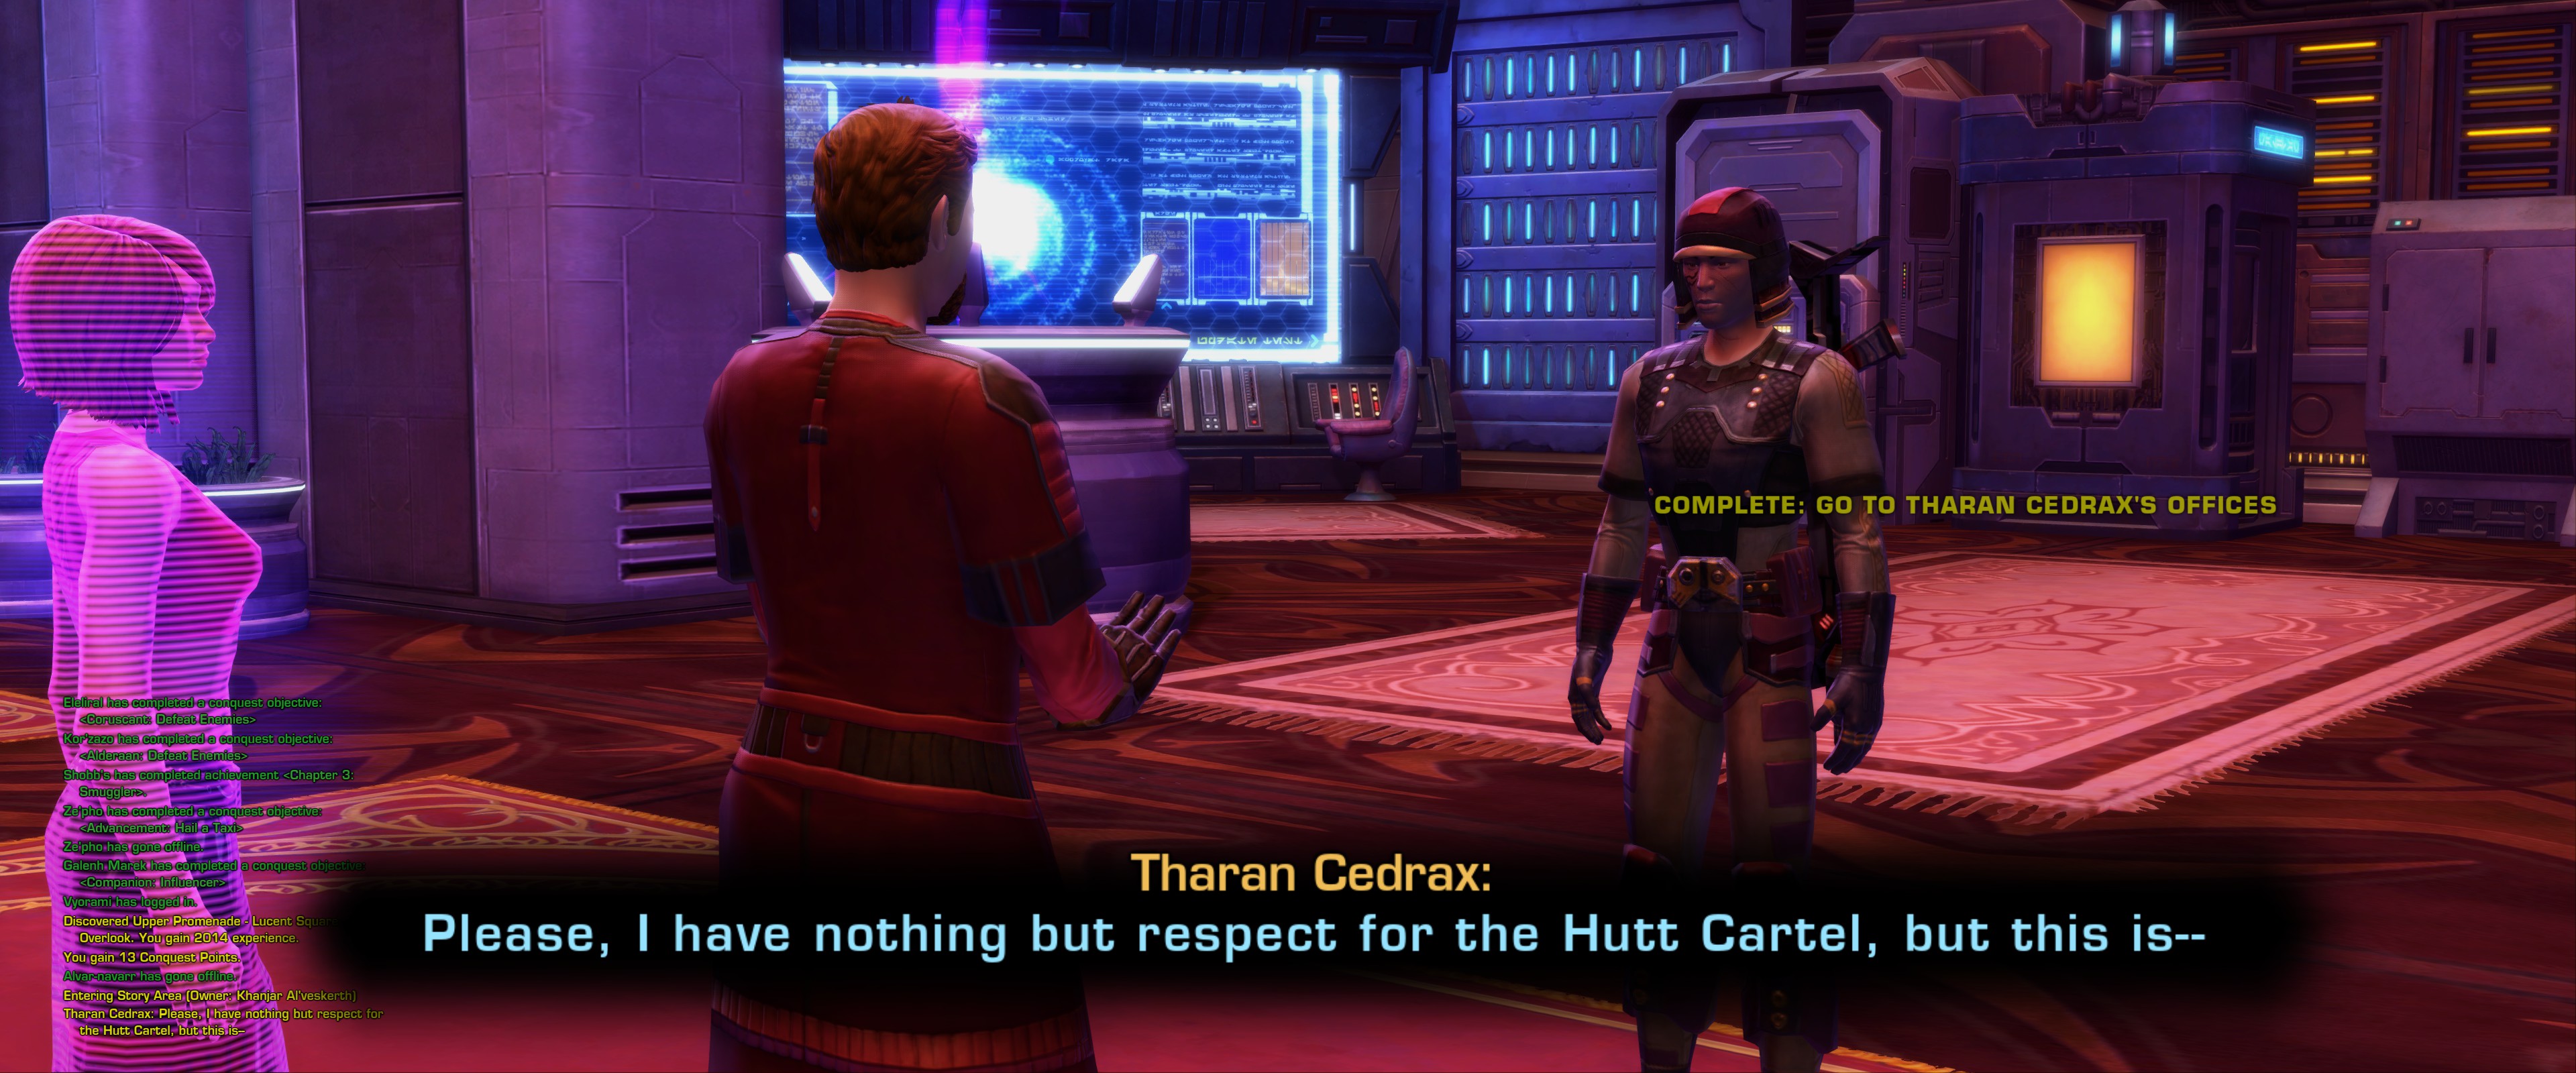 COMPLETE: GO TO THARAN CEDRAX'S OFFICES
Eleliral has completed a conquest objective:
<Coruscant: Defeat Enemies>
Kor'zazo has completed a conquest objective:
<Alderaan: Defeat Enemies>
Shobb's has completed achievement <Chapter 3:
Smuggler>.
Ze'pho has completed a conquest objective:
<Advancement: Hail a Taxi>
Ze'pho has gone offline.
Galenh Marek has completed a conquest objective:
<Companion: Influencer>
Vyorami has logged in.
Discovered Upper Promenade - Lucent Square
Overlook. You gain 2014 experience.
You gain 13 Conquest Points.
Alvar-navarr has gone offline.
Entering Story Area (Owner: Khanjar Al'veskerth)
Tharan Cedrax: Please, I have nothing but respect for
the Hutt Cartel, but this is--
Tharan Cedrax:
Please, I have nothing but respect for the Hutt Cartel, but this is--